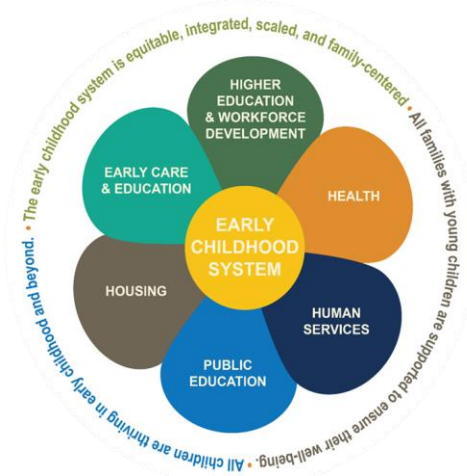 The early childhood system is equitable, integrated, scaled, and family-centered •
All families with young children are supported to ensure their well-being. •
All children are thriving in early childhood and beyond. •
HIGHER
EDUCATION
& WORKFORCE
DEVELOPMENT
HEALTH
HUMAN
SERVICES
PUBLIC
EDUCATION
HOUSING
EARLY CARE
& EDUCATION
EARLY
CHILDHOOD
SYSTEM